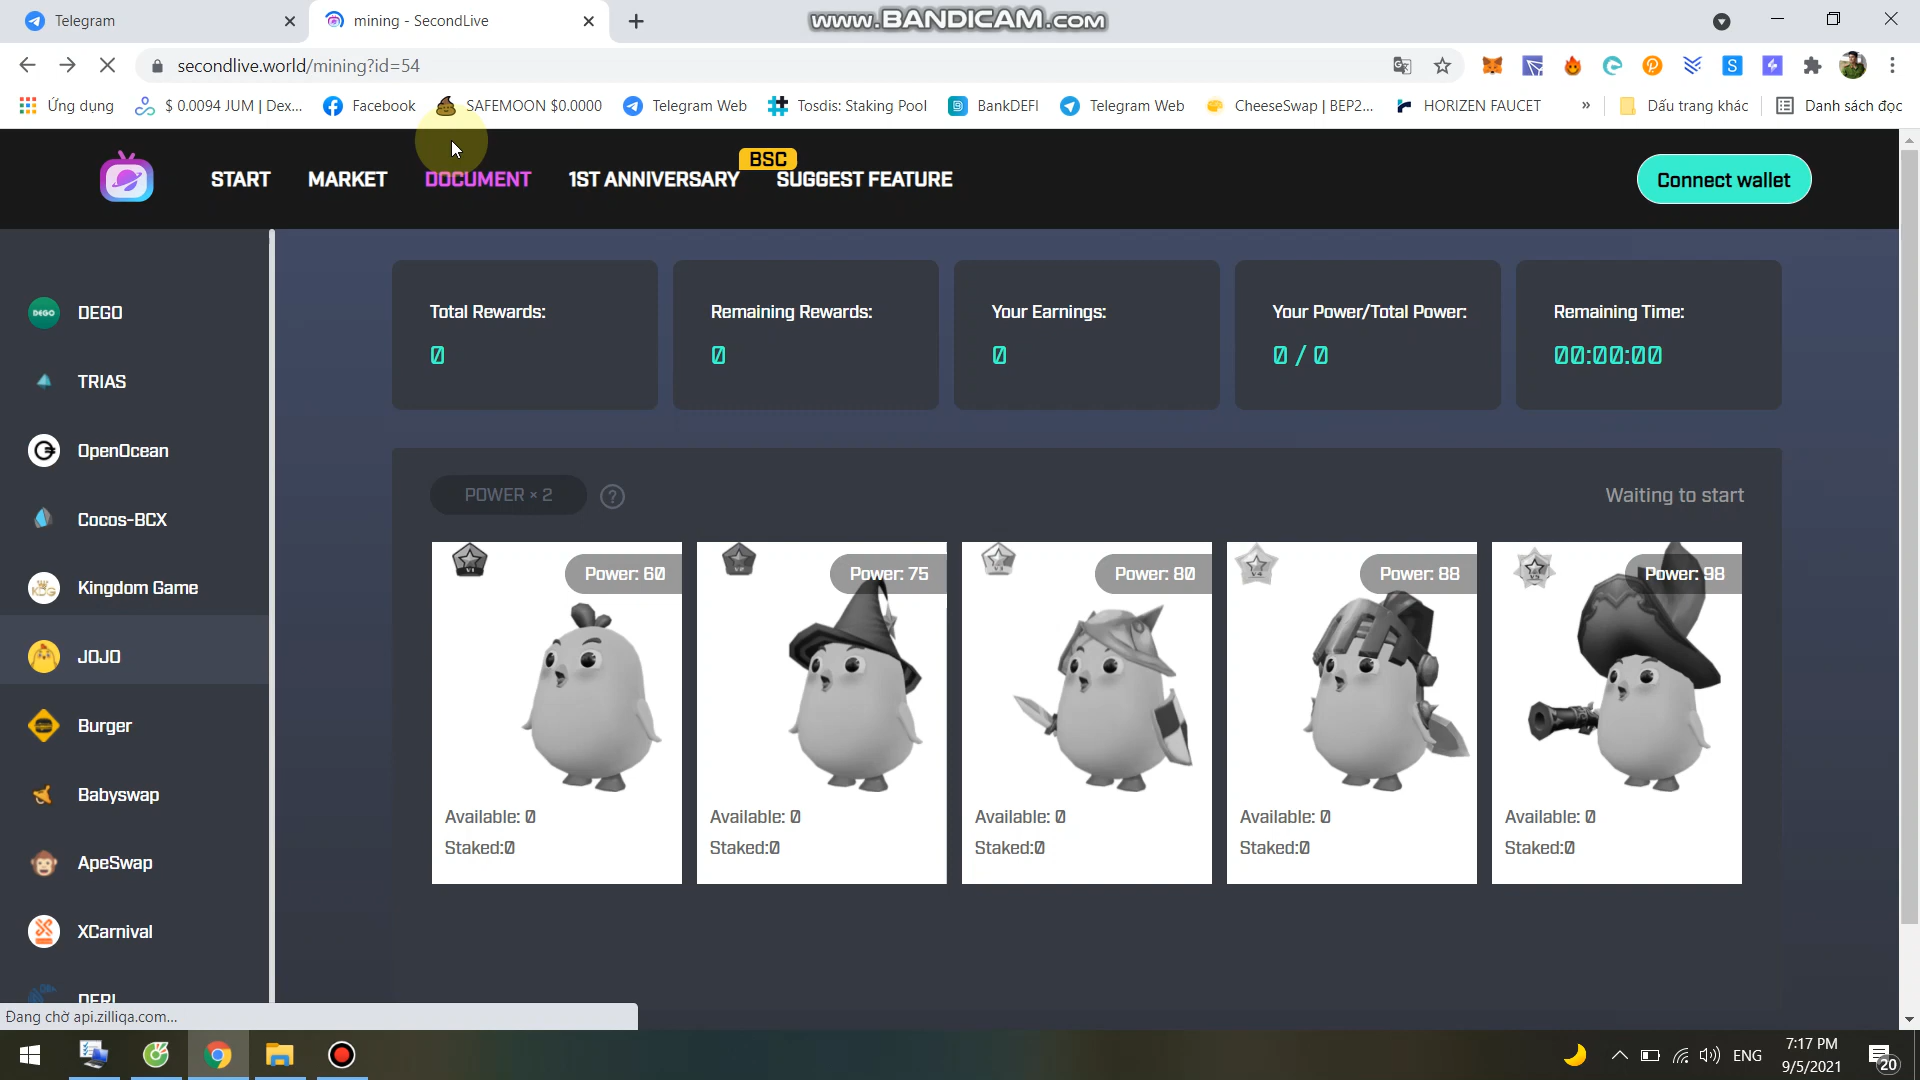 Telegram
mining - SecondLive
www.BANDICAM.com
secondlive.world/mining?id=54
Ứng dụng
$ 0.0094 JUM | Dex...
Facebook
SAFEMOON $0.0000
Telegram Web
Tosdis: Staking Pool
BankDEFI
Telegram Web
CheeseSwap | BEP2...
HORIZEN FAUCET
»
Dấu trang khác
Danh sách đọc
START
MARKET
DOCUMENT
1ST ANNIVERSARY
BSC
SUGGEST FEATURE
Connect wallet
DEGO
DEGO
TRIAS
OpenOcean
Cocos-BCX
Kingdom Game
JOJO
Burger
Babyswap
ApeSwap
XCarnival
DERI
Total Rewards:
0
Remaining Rewards:
0
Your Earnings:
0
Your Power/Total Power:
0 / 0
Remaining Time:
00:00:00
POWER × 2
?
Waiting to start
V1
Power: 60
Available: 0
Staked:0
Power: 75
Available: 0
Staked:0
V3
Power: 80
Available: 0
Staked:0
V4
Power: 88
Available: 0
Staked:0
V5
Power: 98
Available: 0
Staked:0
Đang chờ api.zilliqa.com...
ENG
7:17 PM
9/5/2021
20